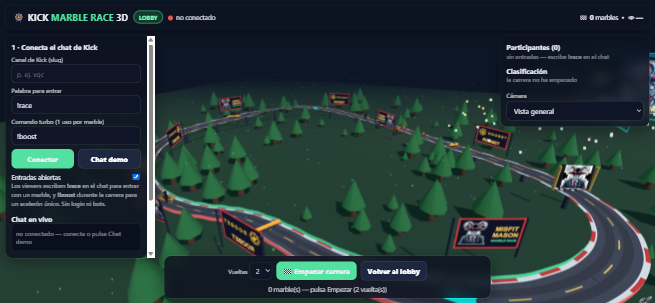 KICK MARBLE RACE 3D
LOBBY
no conectado
0 marbles •
1 · Conecta el chat de Kick
Canal de Kick (slug)
p. ej. xqc
Palabra para entrar
!race
Comando turbo (1 uso por marble)
!boost
Conectar
Chat demo
Entradas abiertas
Los viewers escriben !race en el chat para entrar
con un marble, y !boost durante la carrera para
un acelerón único. Sin login ni bots.
Chat en vivo
no conectado — conecta o pulsa Chat
demo
Participantes (0)
sin entradas — escribe !race en el chat
Clasificación
la carrera no ha empezado
Cámara
Vista general
MISFIT
MASON
Vueltas
2
Empezar carrera
Volver al lobby
0 marble(s) — pulsa Empezar (2 vuelta(s))